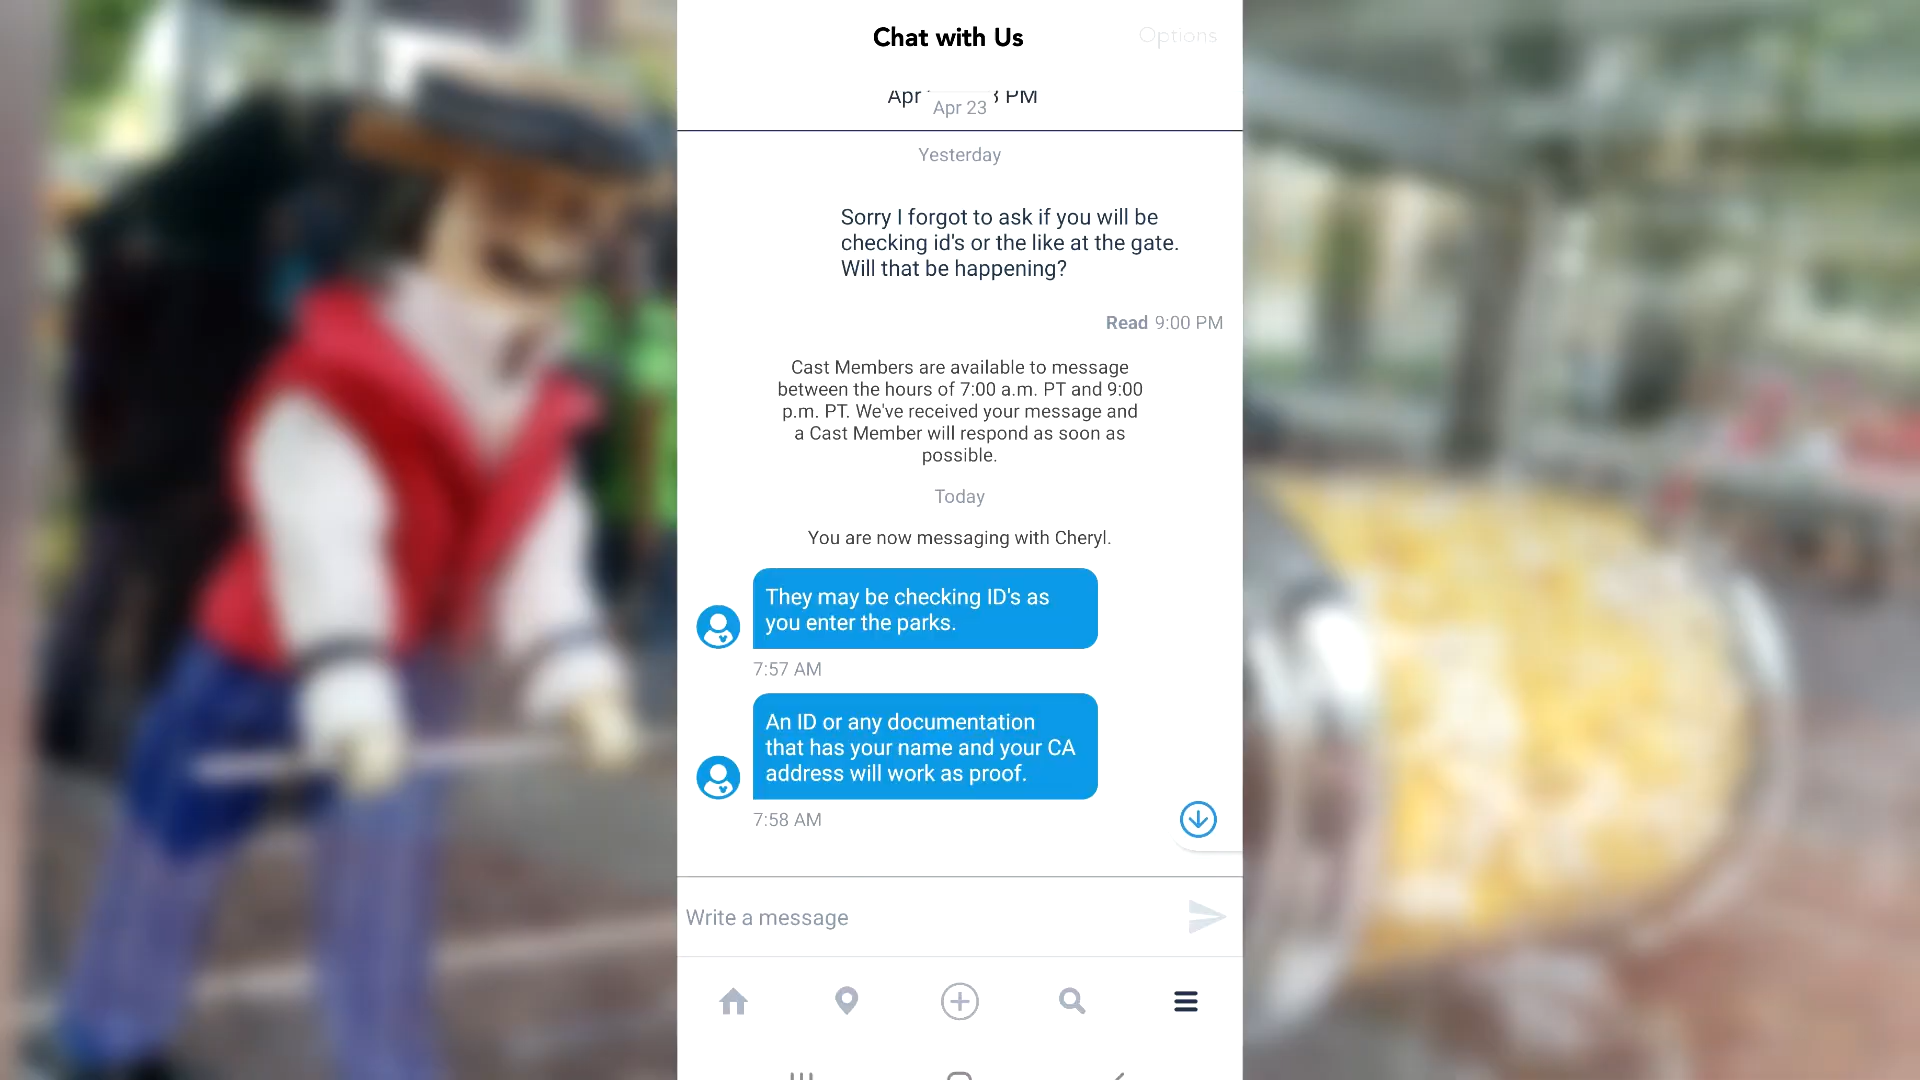 Chat with Us
Options
Apr
3 PM
Apr 23
Yesterday
Sorry I forgot to ask if you will be
checking id's or the like at the gate.
Will that be happening?
Read 9:00 PM
Cast Members are available to message
between the hours of 7:00 a.m. PT and 9:00
p.m. PT. We've received your message and
a Cast Member will respond as soon as
possible.
Today
You are now messaging with Cheryl.
They may be checking ID's as
you enter the parks.
7:57 AM
An ID or any documentation
that has your name and your CA
address will work as proof.
7:58 AM
Write a message